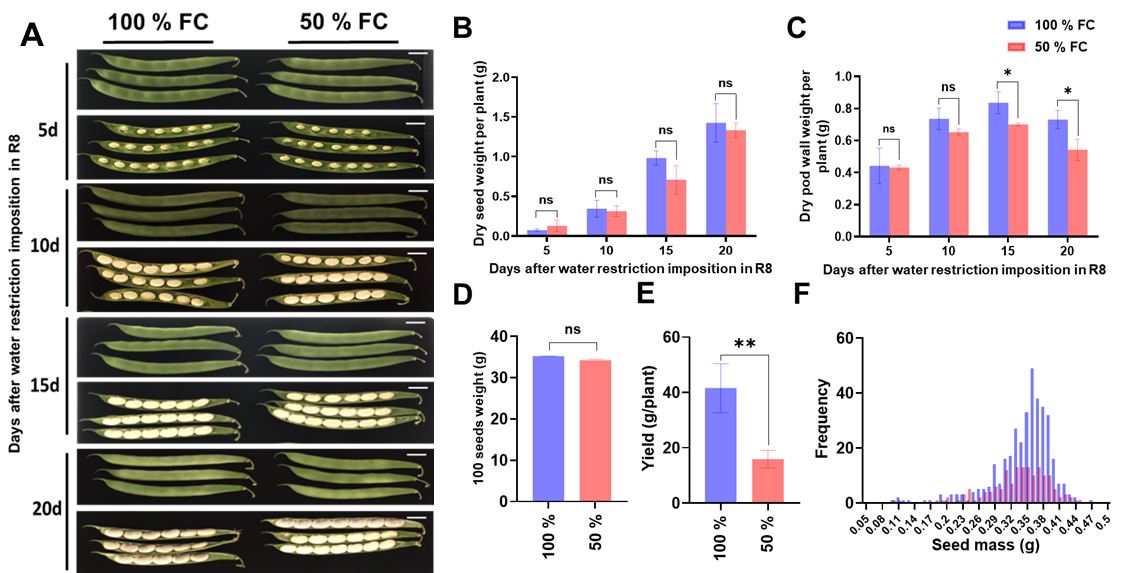 A
100 % FC
50 % FC
Days after water restriction imposition in R8
5d
10d
15d
20d
B
Dry seed weight per plant (g)
2.0
1.5
1.0
0.5
0.0
ns
ns
ns
ns
5
10
15
20
Days after water restriction imposition in R8
C
100 % FC
50 % FC
Dry pod wall weight per
plant (g)
1.0
0.8
0.6
0.4
0.2
0.0
ns
ns
*
*
5
10
15
20
Days after water restriction imposition in R8
D
100 seeds weight (g)
40
30
20
10
0
ns
100 %
50 %
E
Yield (g/plant)
60
40
20
0
**
100 %
50 %
F
Frequency
60
40
20
0
0.05
0.08
0.11
0.14
0.17
0.2
0.23
0.26
0.29
0.32
0.35
0.38
0.41
0.44
0.47
0.5
Seed mass (g)